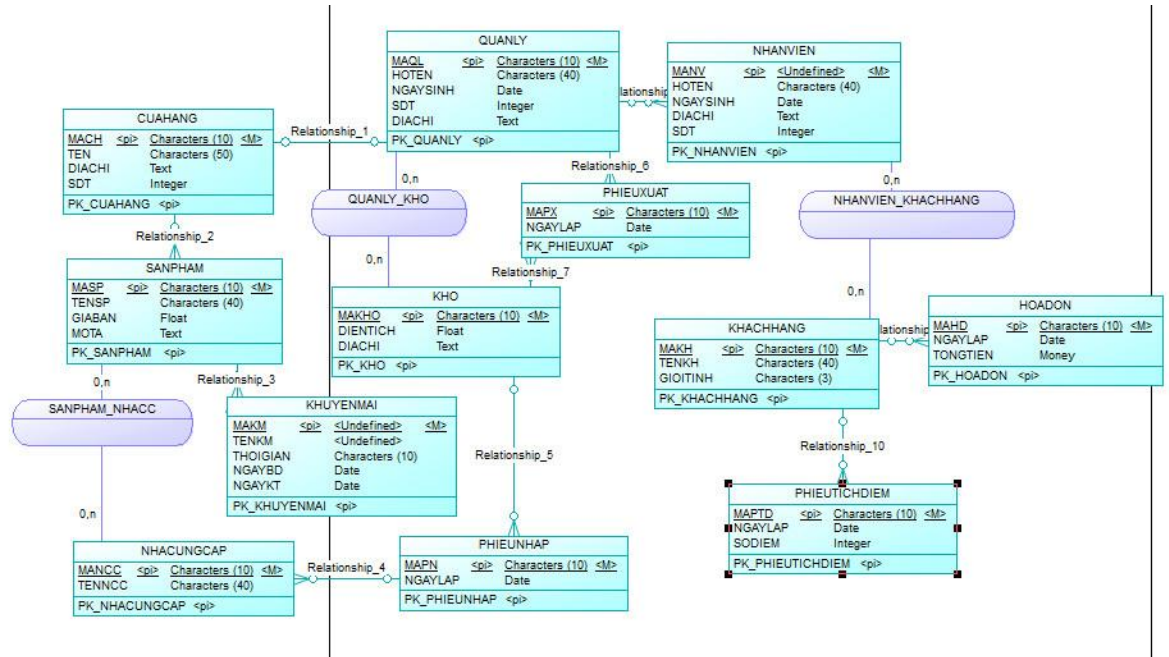 QUANLY
MAQL <pi> Characters (10) <M>
HOTEN Characters (40)
NGAYSINH Date
SDT Integer
DIACHI Text
PK_QUANLY <pi>
NHANVIEN
MANV <pi> <Undefined> <M>
HOTEN Characters (40)
NGAYSINH Date
DIACHI Text
SDT Integer
PK_NHANVIEN <pi>
elationship
CUAHANG
MACH <pi> Characters (10) <M>
TEN Characters (50)
DIACHI Text
SDT Integer
PK_CUAHANG <pi>
Relationship_1
Relationship_6
0,n
0,n
QUANLY_KHO
PHIEUXUAT
MAPX <pi> Characters (10) <M>
NGAYLAP Date
PK_PHIEUXUAT <pi>
NHANVIEN_KHACHHANG
Relationship_2
0,n
Relationship_7
0,n
SANPHAM
MASP <pi> Characters (10) <M>
TENSP Characters (40)
GIABAN Float
MOTA Text
PK_SANPHAM <pi>
KHO
MAKHO <pi> Characters (10) <M>
DIENTICH Float
DIACHI Text
PK_KHO <pi>
KHACHHANG
MAKH <pi> Characters (10) <M>
TENKH Characters (40)
GIOITINH Characters (3)
PK_KHACHHANG <pi>
elationship
HOADON
MAHD <pi> Characters (10) <M>
NGAYLAP Date
TONGTIEN Money
PK_HOADON <pi>
0,n
Relationship_3
SANPHAM_NHACC
KHUYENMAI
MAKM <pi> <Undefined> <M>
TENKM <Undefined>
THOIGIAN Characters (10)
NGAYBD Date
NGAYKT Date
PK_KHUYENMAI <pi>
Relationship_5
Relationship_10
0,n
PHIEUTICHDIEM
MAPTD <pi> Characters (10) <M>
NGAYLAP Date
SODIEM Integer
PK_PHIEUTICHDIEM <pi>
NHACUNGCAP
MANCC <pi> Characters (10) <M>
TENNCC Characters (40)
PK_NHACUNGCAP <pi>
Relationship_4
PHIEUNHAP
MAPN <pi> Characters (10) <M>
NGAYLAP Date
PK_PHIEUNHAP <pi>